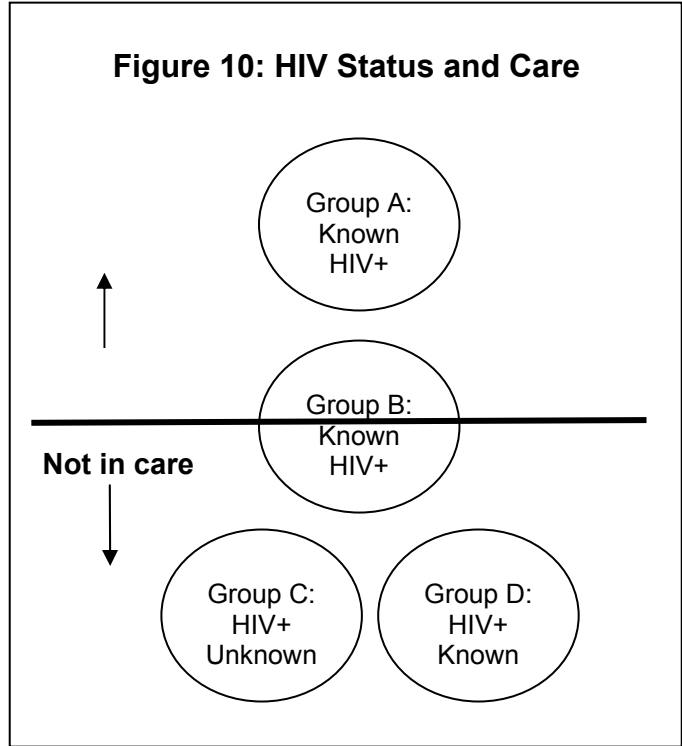 Figure 10: HIV Status and Care
Group A:
Known
HIV+
Group B:
Known
HIV+
Not in care
Group C:
HIV+
Unknown
Group D:
HIV+
Known